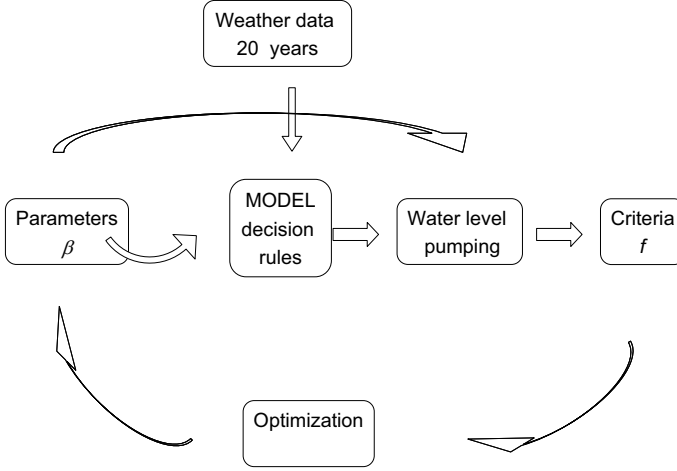 Weather data
20 years
Parameters
β
MODEL
decision
rules
Water level
pumping
Criteria
f
Optimization